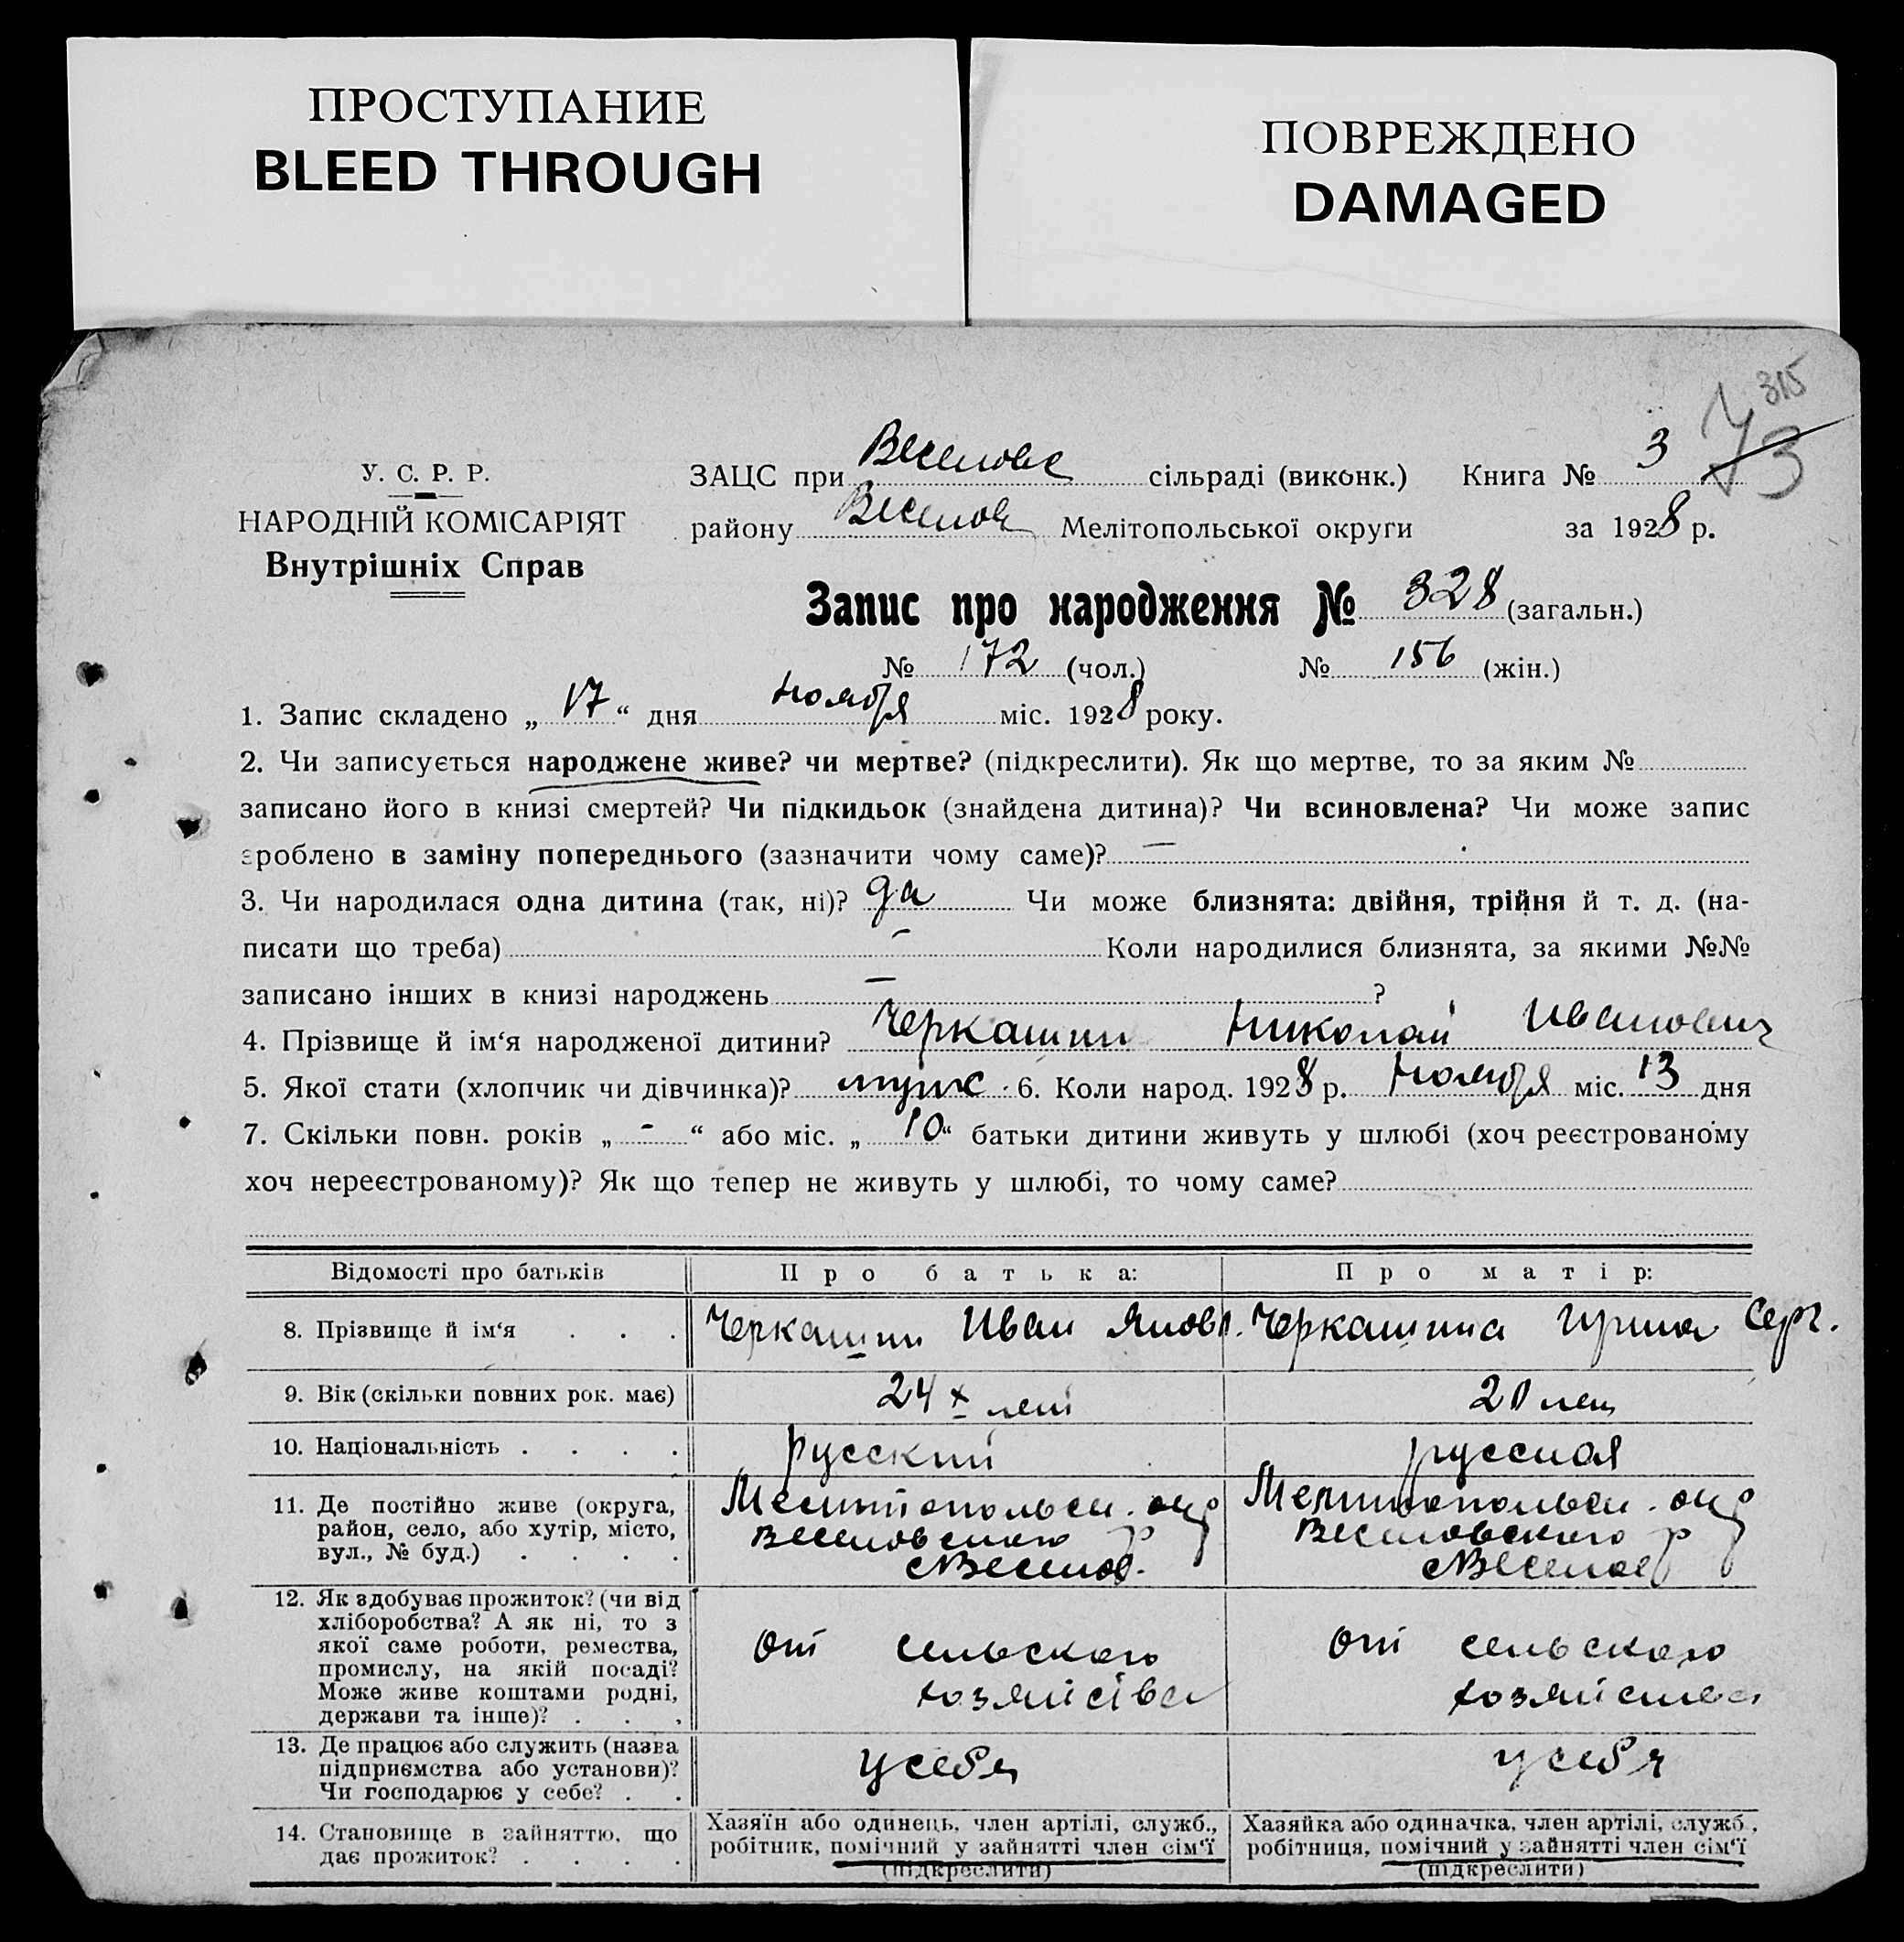 ПРОСТУПАНИЕ
BLEED THROUGH
ПОВРЕЖДЕНО
DAMAGED
315
73
У. С. Р. Р.
НАРОДНІЙ КОМІСАРІЯТ
Внутрішніх Справ
ЗАЦС при Веселовс сільраді (виконк.) Книга № 3
району Веселов Мелітопольської округи за 1928 р.
Запис про народження № 328 (загальн.)
№ 172 (чол.) № 156 (жін.)
1. Запис складено „ 17 “ дня ноября міс. 1928 року.
2. Чи записується народжене живе? чи мертве? (підкреслити). Як що мертве, то за яким №
записано його в книзі смертей? Чи підкидьок (знайдена дитина)? Чи всиновлена? Чи може запис
зроблено в заміну попереднього (зазначити чому саме)? —
3. Чи народилася одна дитина (так, ні)? да Чи може близнята: двійня, трійня й т. д. (на-
писати що треба) – Коли народилися близнята, за якими №№
записано інших в книзі народжень – ?
4. Прізвище й ім‘я народженої дитини? Черкашин Николай Иванович
5. Якої стати (хлопчик чи дівчинка)? муж 6. Коли народ. 1928 р. ноября міс. 13 дня
7. Скільки повн. років „ - “ або міс. „ 10 “ батьки дитини живуть у шлюбі (хоч реєстрованому
хоч нереєстрованому)? Як що тепер не живуть у шлюбі, то чому саме?
Відомості про батьків Про батька: Про матір:
8. Прізвище й ім‘я . . . Черкашин Иван Яковл. Черкашина Ирина Серг.
9. Вік (скільки повних рок. має) 24 х лет 20 лет
10. Національність . . . . русский русская
11. Де постійно живе (округа, Мелитопольск. окр Мелитопольск. окр
район, село, або хутір, місто, Веселовского р Веселовского р
вул., № буд.) . . . . с Веселое. с Веселое
12. Як здобуває прожиток? (чи від
хліборобства? А як ні, то з
якої саме роботи, ремества, от сельского от сельского
промислу, на якій посаді?
Може живе коштами родні, хозяйства хозяйства
держави та інше)? . . .
13. Де працює або служить (назва
підприємства або установи)? у себя у себя
Чи господарює у себе? . .
14. Становище в зайняттю, що
дає прожиток? . . . .
Хазяїн або одинець, член артілі, служб.,
робітник, помічний у зайнятті член сім‘ї
(підкреслити)
Хазяйка або одиначка, член артілі, служб.,
робітниця, помічний у зайнятті член сім‘ї
(підкреслити)